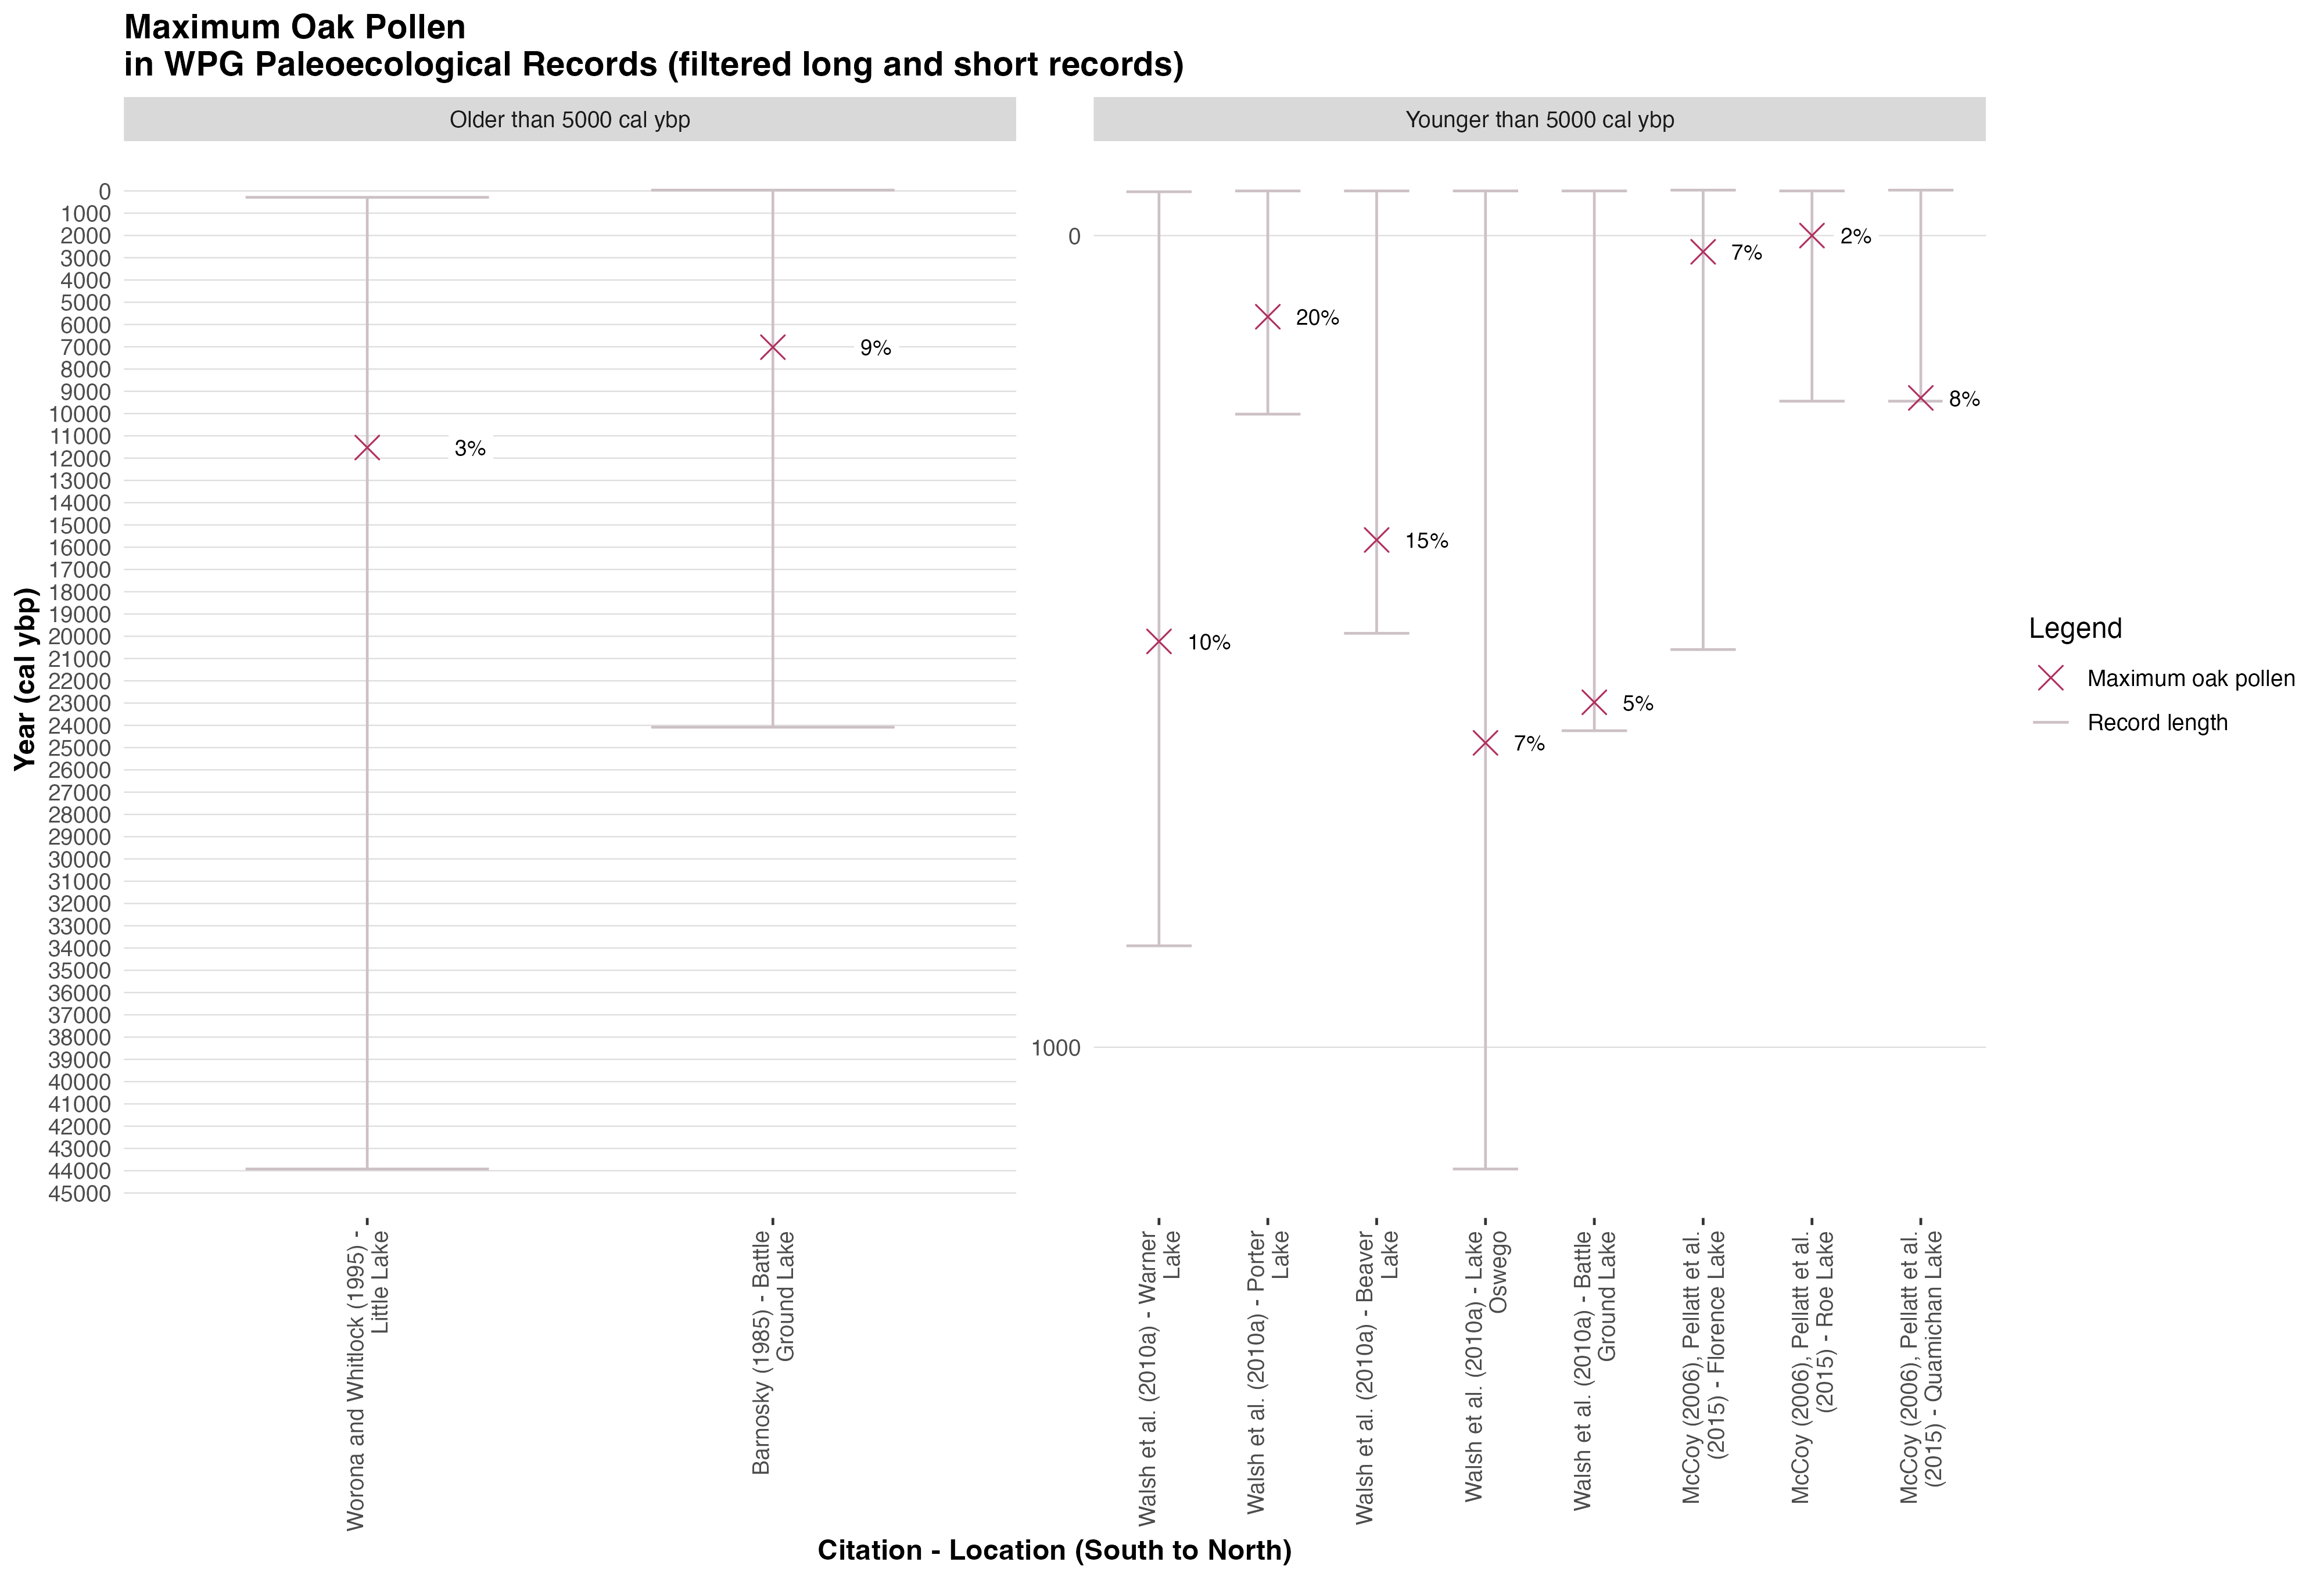 Maximum Oak Pollen
in WPG Paleoecological Records (filtered long and short records)
Older than 5000 cal ybp
Younger than 5000 cal ybp
Year (cal ybp)
0
1000
2000
3000
4000
5000
6000
7000
8000
9000
10000
11000
12000
13000
14000
15000
16000
17000
18000
19000
20000
21000
22000
23000
24000
25000
26000
27000
28000
29000
30000
31000
32000
33000
34000
35000
36000
37000
38000
39000
40000
41000
42000
43000
44000
45000
3%
9%
0
1000
10%
20%
15%
7%
5%
7%
2%
8%
Legend
Maximum oak pollen
Record length
Worona and Whitlock (1995) -
Little Lake
Barnosky (1985) - Battle
Ground Lake
Walsh et al. (2010a) - Warner
Lake
Walsh et al. (2010a) - Porter
Lake
Walsh et al. (2010a) - Beaver
Lake
Walsh et al. (2010a) - Lake
Oswego
Walsh et al. (2010a) - Battle
Ground Lake
McCoy (2006), Pellatt et al.
(2015) - Florence Lake
McCoy (2006), Pellatt et al.
(2015) - Roe Lake
McCoy (2006), Pellatt et al.
(2015) - Quamichan Lake
Citation - Location (South to North)